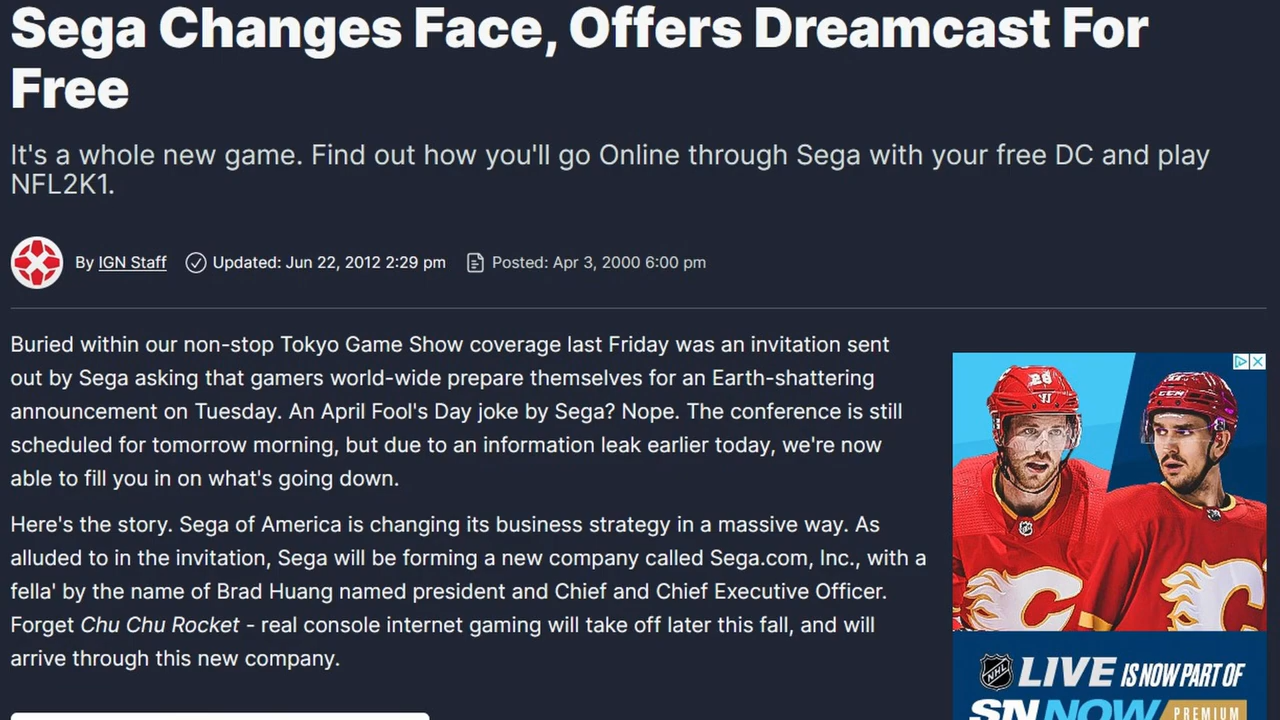 Sega Changes Face, Offers Dreamcast For
Free
It's a whole new game. Find out how you'll go Online through Sega with your free DC and play
NFL2K1.
By IGN Staff Updated: Jun 22, 2012 2:29 pm Posted: Apr 3, 2000 6:00 pm
Buried within our non-stop Tokyo Game Show coverage last Friday was an invitation sent
out by Sega asking that gamers world-wide prepare themselves for an Earth-shattering
announcement on Tuesday. An April Fool's Day joke by Sega? Nope. The conference is still
scheduled for tomorrow morning, but due to an information leak earlier today, we're now
able to fill you in on what's going down.
Here's the story. Sega of America is changing its business strategy in a massive way. As
alluded to in the invitation, Sega will be forming a new company called Sega.com, Inc., with a
fella' by the name of Brad Huang named president and Chief and Chief Executive Officer.
Forget Chu Chu Rocket - real console internet gaming will take off later this fall, and will
arrive through this new company.
28
CCM
NHL
LIVE IS NOW PART OF
SN NOW PREMIUM